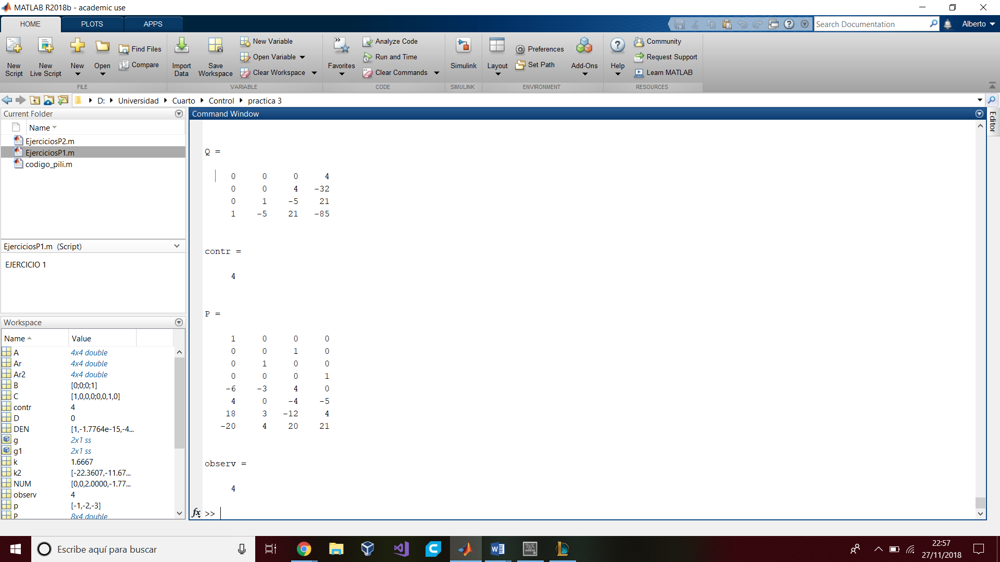 MATLAB R2018b - academic use
HOME PLOTS APPS
Search Documentation
Alberto
New Script
New Live Script
New
Open
Find Files
Compare
Import Data
Save Workspace
New Variable
Open Variable
Clear Workspace
Favorites
Analyze Code
Run and Time
Clear Commands
Simulink
Layout
Preferences
Set Path
Add-Ons
Help
Community
Request Support
Learn MATLAB
FILE VARIABLE CODE SIMULINK ENVIRONMENT RESOURCES
D: Universidad Cuarto Control practica 3
Current Folder
Name
EjerciciosP2.m
EjerciciosP1.m
codigo_pili.m
EjerciciosP1.m (Script)
EJERCICIO 1
Workspace
Name Value
A 4x4 double
Ar 4x4 double
Ar2 4x4 double
B [0;0;0;1]
C [1,0,0,0;0,0,1,0]
contr 4
D 0
DEN [1,-1.7764e-15,-4...
g 2x1 ss
g1 2x1 ss
k 1.6667
k2 [-22.3607,-11.67...
NUM [0,0,2.0000,-1.77...
observ 4
p [-1,-2,-3]
P 8x4 double
Command Window
Editor
Q =
0 0 0 4
0 0 4 -32
0 1 -5 21
1 -5 21 -85
contr =
4
P =
1 0 0 0
0 0 1 0
0 1 0 0
0 0 0 1
-6 -3 4 0
4 0 -4 -5
18 3 -12 4
-20 4 20 21
observ =
4
fx >>
Escribe aquí para buscar
22:57
27/11/2018